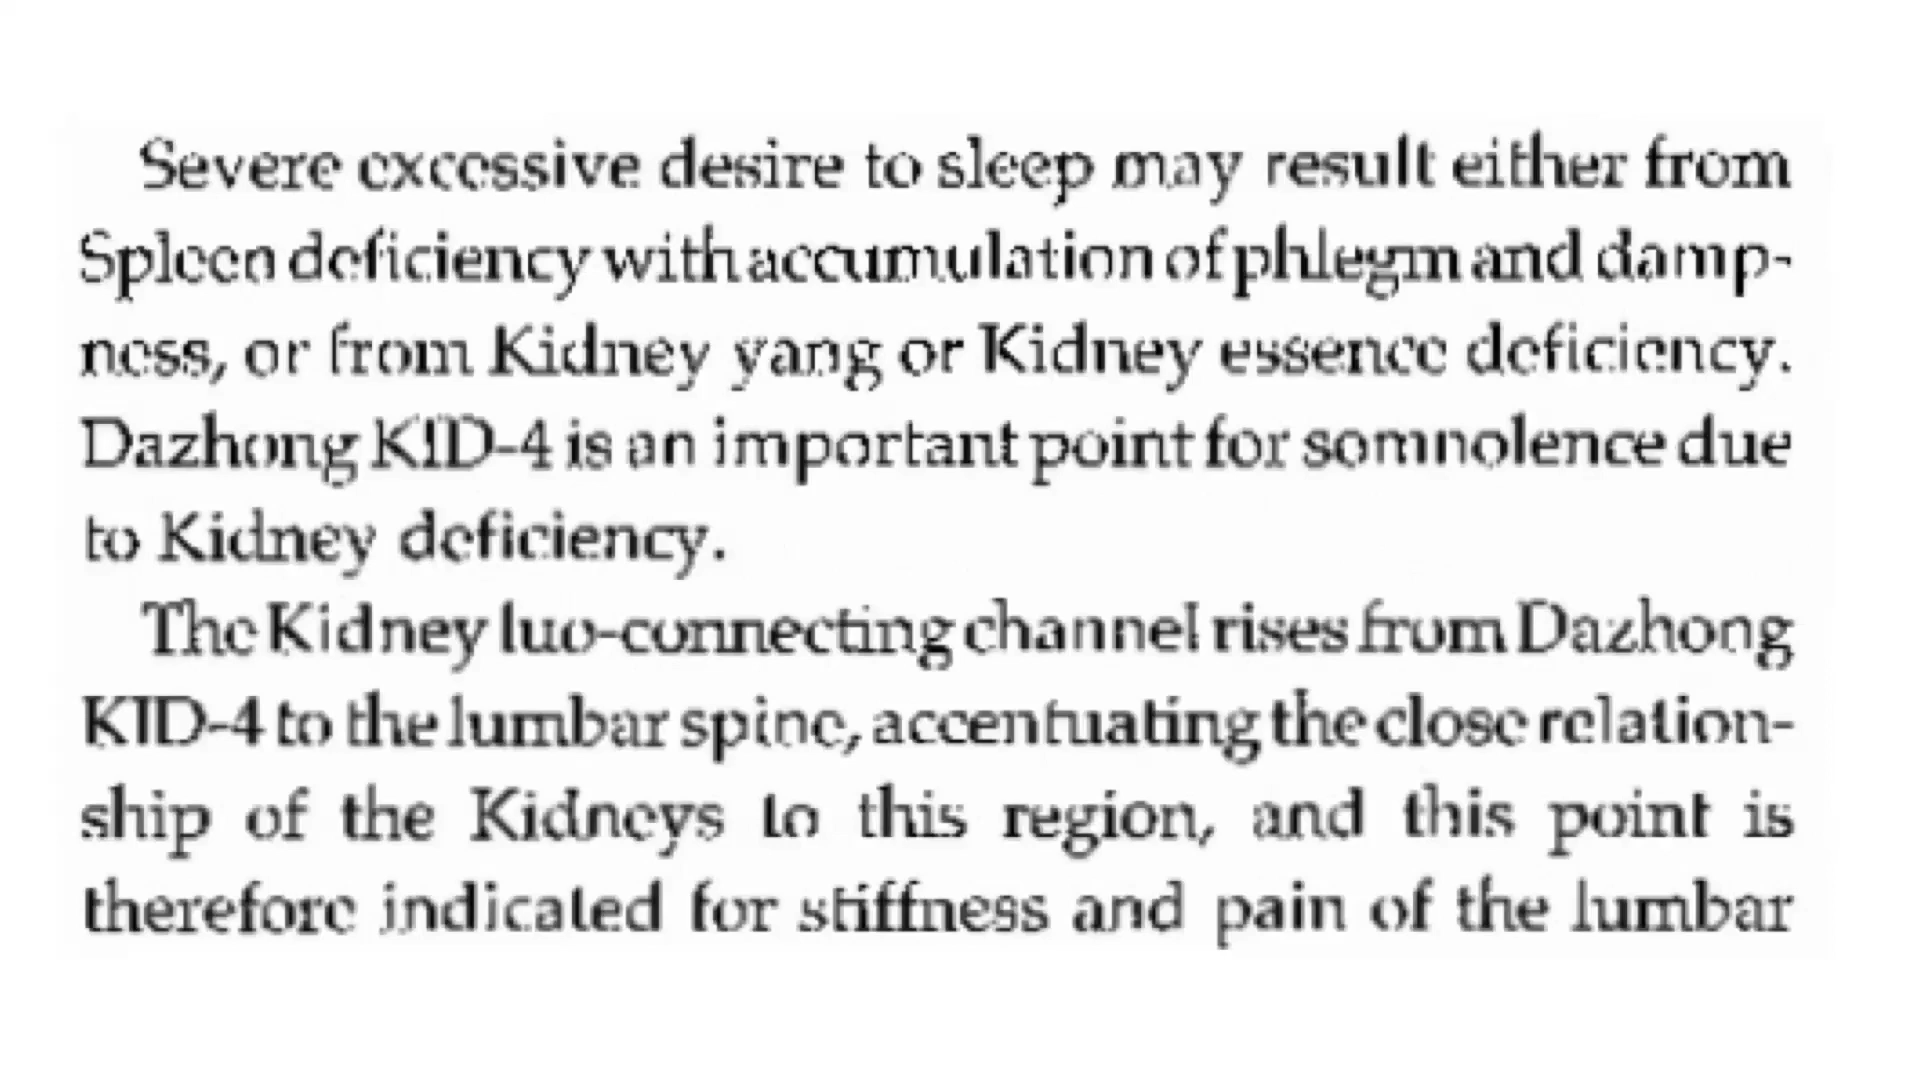 Severe excessive desire to sleep may result either from
Spleen deficiency with accumulation of phlegm and damp-
ness, or from Kidney yang or Kidney essence deficiency.
Dazhong KID-4 is an important point for somnolence due
to Kidney deficiency.
The Kidney luo-connecting channel rises from Dazhong
KID-4 to the lumbar spine, accentuating the close relation-
ship of the Kidneys to this region, and this point is
therefore indicated for stiffness and pain of the lumbar